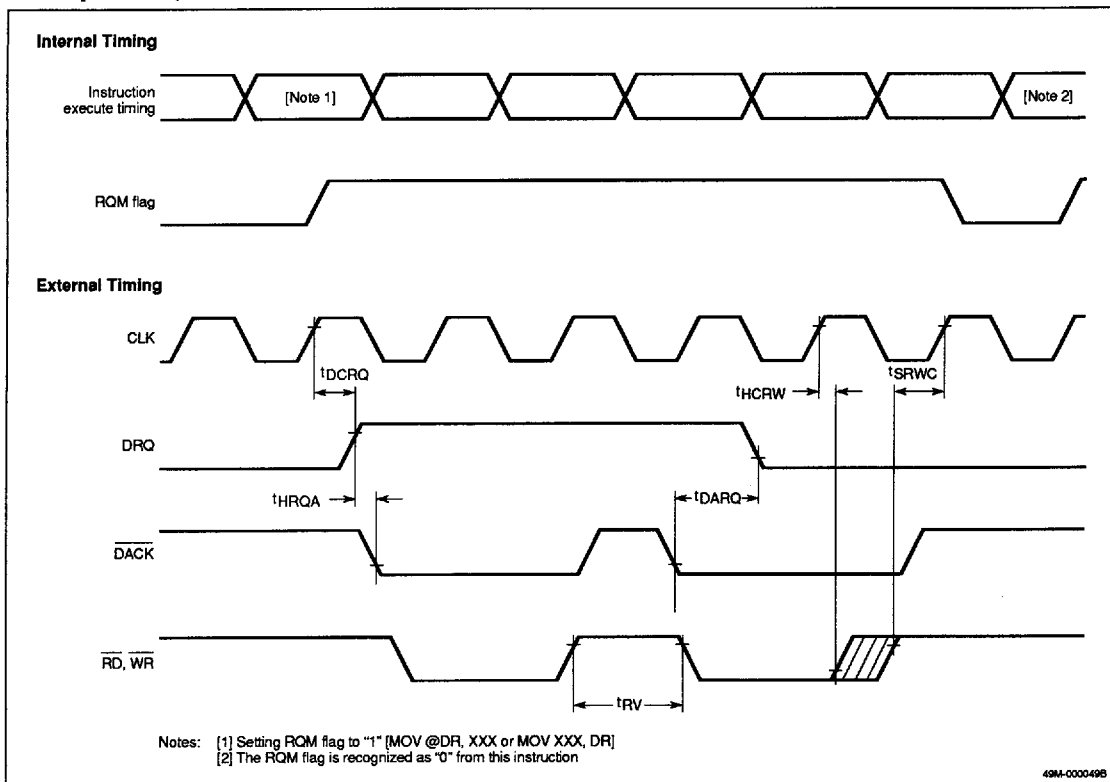 Internal Timing
Instruction
execute timing
[Note 1]
[Note 2]
RQM flag
External Timing
CLK
tDCRQ
tHCRW
tSRWC
DRQ
tHRQA
tDARQ
DACK
RD, WR
tRV
Notes: [1] Setting RQM flag to "1" [MOV @DR, XXX or MOV XXX, DR]
[2] The RQM flag is recognized as "0" from this instruction
49M-000049B